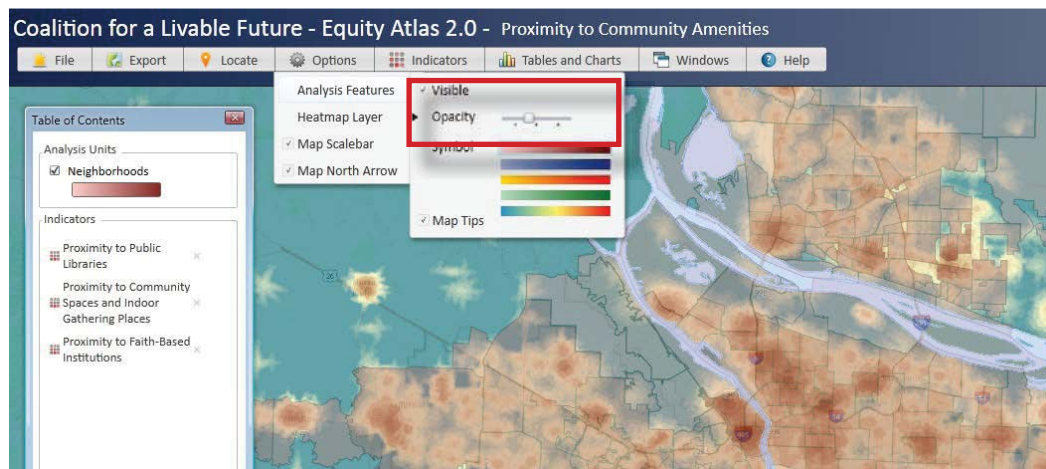 Coalition for a Livable Future - Equity Atlas 2.0 - Proximity to Community Amenities
File Export Locate Options Indicators Tables and Charts Windows Help
Analysis Features
Heatmap Layer
Map Scalebar
Map North Arrow
Visible
Opacity
Symbol
Map Tips
Table of Contents
Analysis Units
Neighborhoods
Indicators
Proximity to Public
Libraries
Proximity to Community
Spaces and Indoor
Gathering Places
Proximity to Faith-Based
Institutions
26